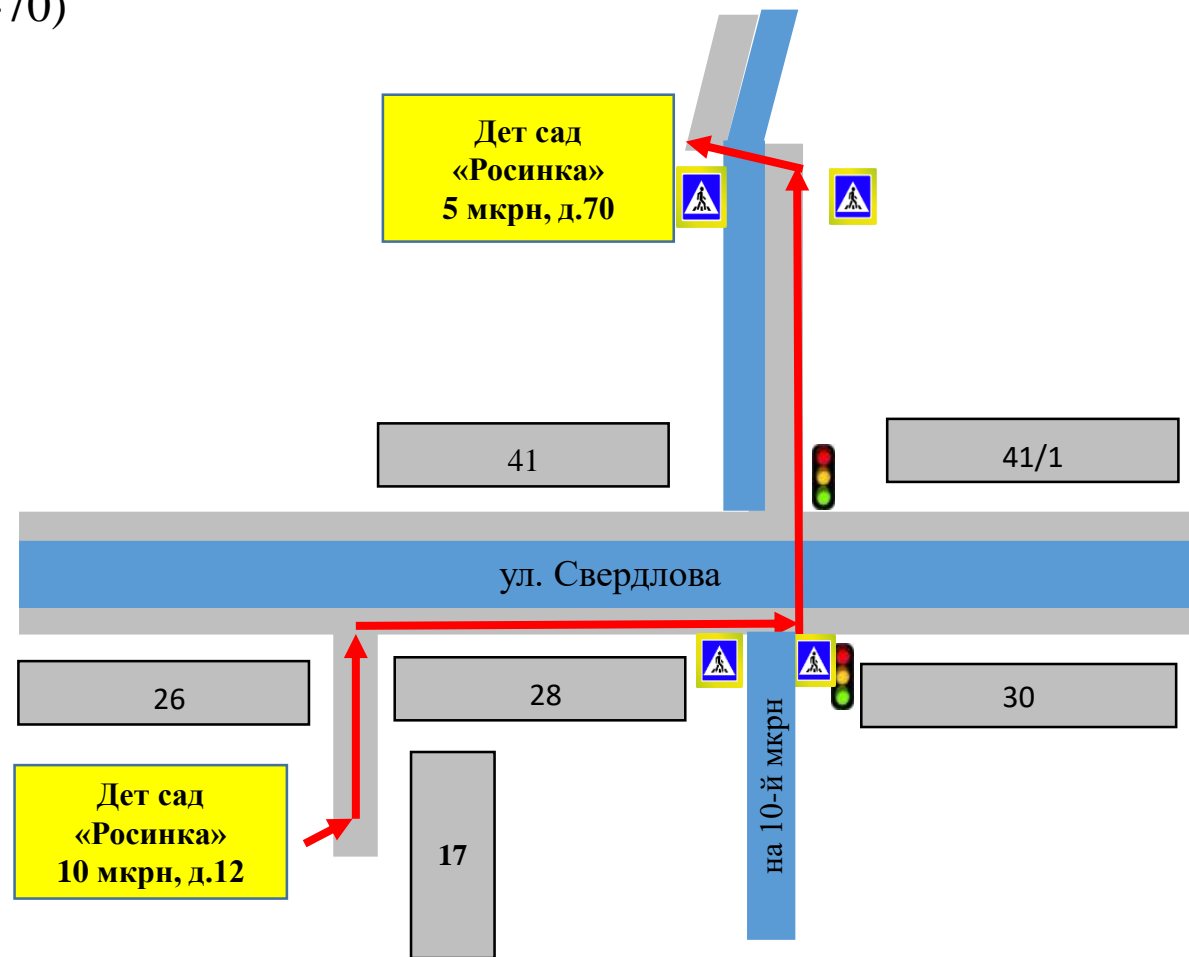 70)
Дет сад
«Росинка»
5 мкрн, д.70
41
41/1
ул. Свердлова
26
28
30
на 10-й мкрн
Дет сад
«Росинка»
10 мкрн, д.12
17